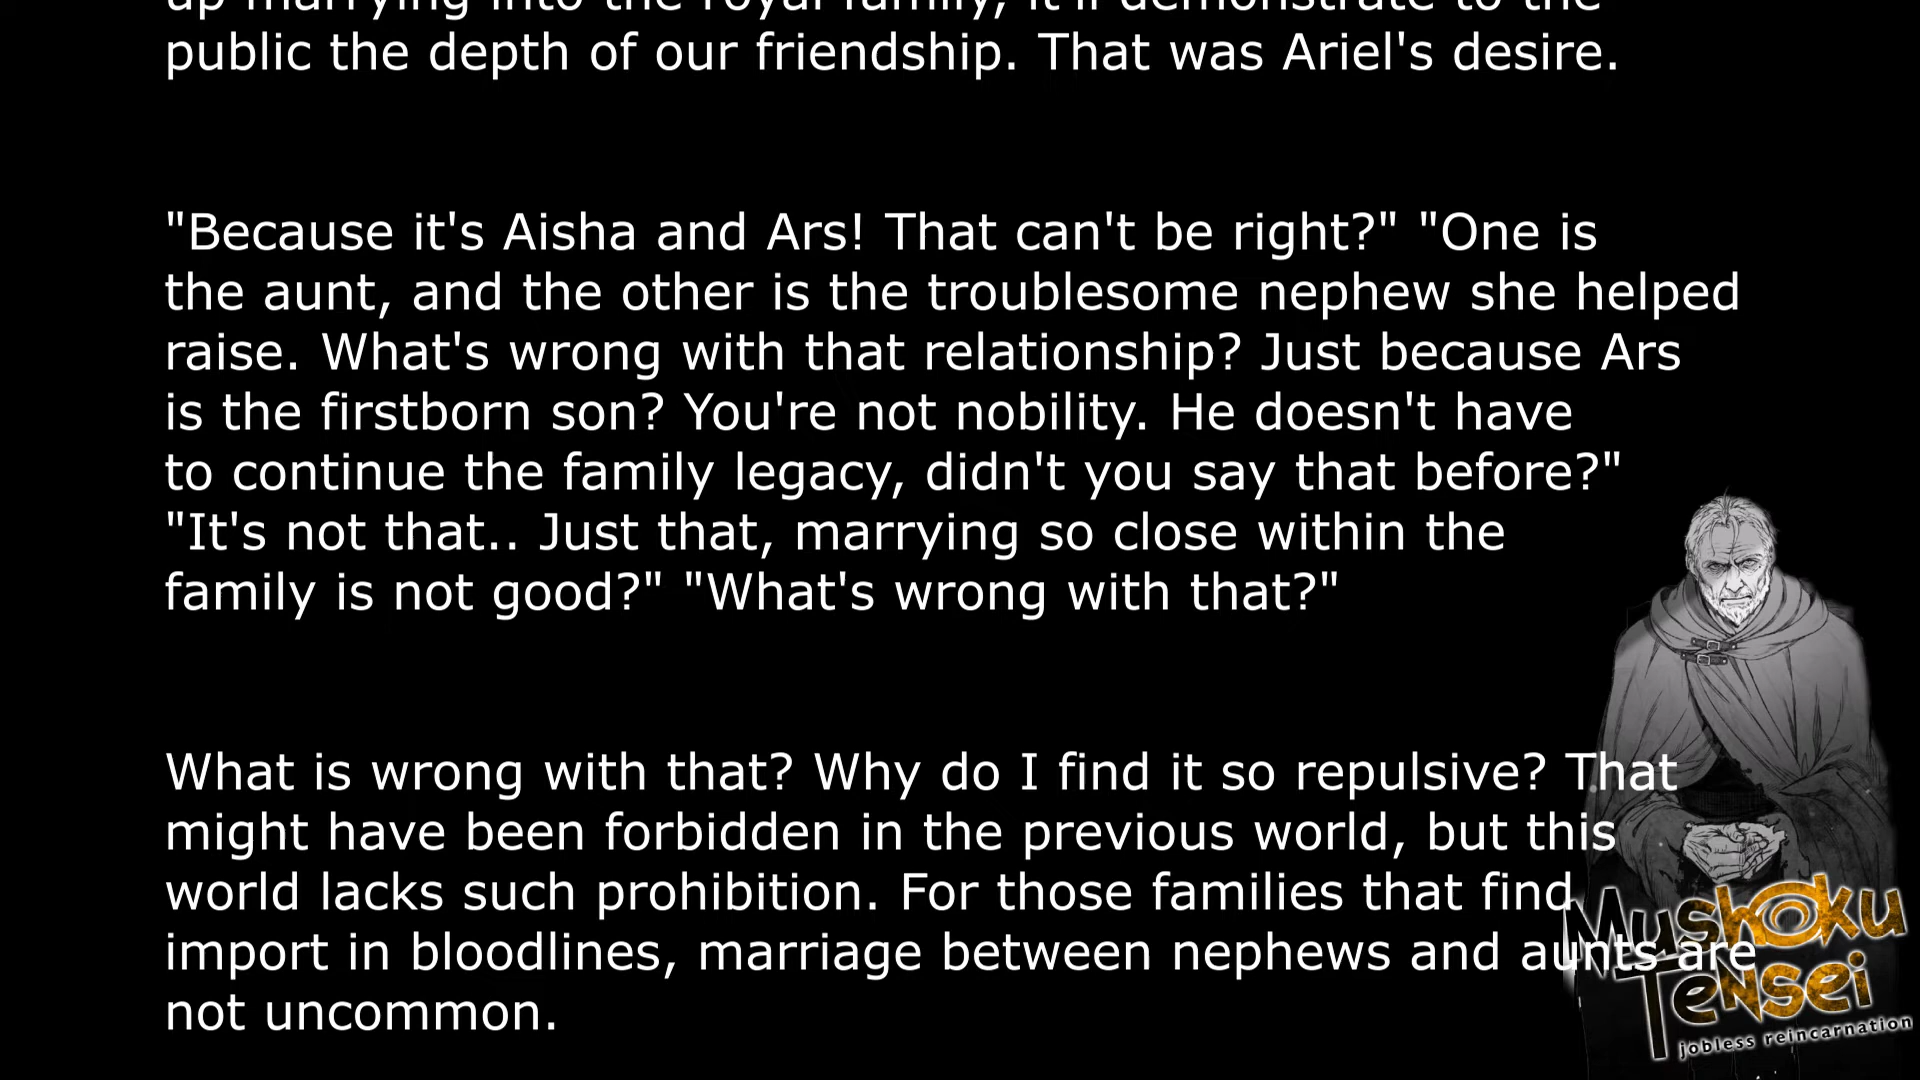 up marrying into the royal family, it'll demonstrate to the
public the depth of our friendship. That was Ariel's desire.
"Because it's Aisha and Ars! That can't be right?" "One is
the aunt, and the other is the troublesome nephew she helped
raise. What's wrong with that relationship? Just because Ars
is the firstborn son? You're not nobility. He doesn't have
to continue the family legacy, didn't you say that before?"
"It's not that.. Just that, marrying so close within the
family is not good?" "What's wrong with that?"
What is wrong with that? Why do I find it so repulsive? That
might have been forbidden in the previous world, but this
world lacks such prohibition. For those families that find
import in bloodlines, marriage between nephews and aunts are
not uncommon.
Mushoku
Tensei
jobless reincarnation